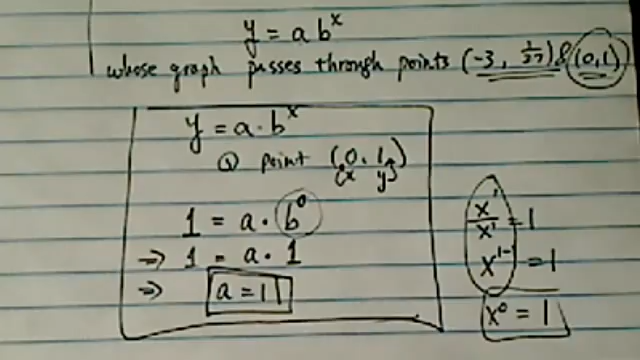 y = a b^x
whose graph passes through points (-3, 1/27) & (0,1)
y = a · b^x
@ point (0, 1)
x y
1 = a · b^0
⇒ 1 = a · 1
⇒ a = 1
x^1/x^1 = 1
x^1-1 = 1
x^0 = 1